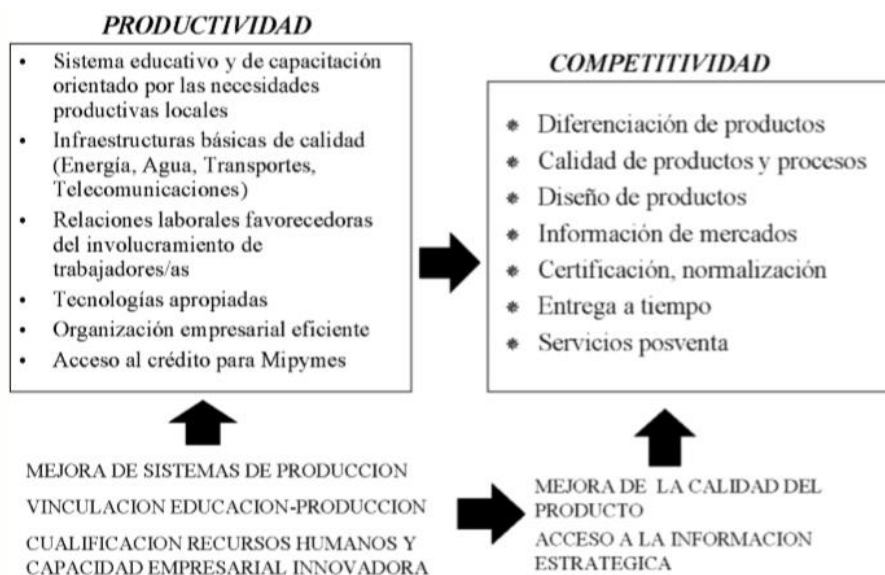 PRODUCTIVIDAD
• Sistema educativo y de capacitación
orientado por las necesidades
productivas locales
• Infraestructuras básicas de calidad
(Energía, Agua, Transportes,
Telecomunicaciones)
• Relaciones laborales favorecedoras
del involucramiento de
trabajadores/as
• Tecnologías apropiadas
• Organización empresarial eficiente
• Acceso al crédito para Mipymes
MEJORA DE SISTEMAS DE PRODUCCION
VINCULACION EDUCACION-PRODUCCION
CUALIFICACION RECURSOS HUMANOS Y
CAPACIDAD EMPRESARIAL INNOVADORA
COMPETITIVIDAD
* Diferenciación de productos
* Calidad de productos y procesos
* Diseño de productos
* Información de mercados
* Certificación, normalización
* Entrega a tiempo
* Servicios posventa
MEJORA DE LA CALIDAD DEL
PRODUCTO
ACCESO A LA INFORMACION
ESTRATEGICA